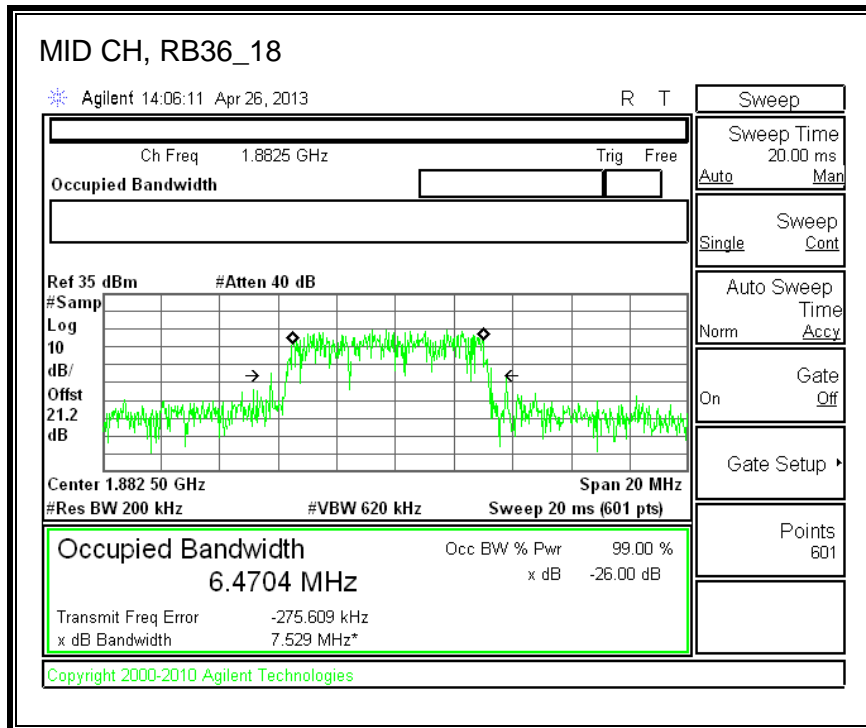 MID CH, RB36_18
Agilent 14:06:11 Apr 26, 2013 R T
Sweep
Ch Freq 1.8825 GHz Trig Free
Occupied Bandwidth
Sweep Time
20.00 ms
Auto Man
Sweep
Single Cont
Auto Sweep
Time
Norm Accy
Gate
On Off
Gate Setup
Points
601
Ref 35 dBm #Atten 40 dB
#Samp
Log
10
dB/
Offst
21.2
dB
Center 1.882 50 GHz Span 20 MHz
#Res BW 200 kHz #VBW 620 kHz Sweep 20 ms (601 pts)
Occupied Bandwidth Occ BW % Pwr 99.00 %
6.4704 MHz x dB -26.00 dB
Transmit Freq Error -275.609 kHz
x dB Bandwidth 7.529 MHz*
Copyright 2000-2010 Agilent Technologies